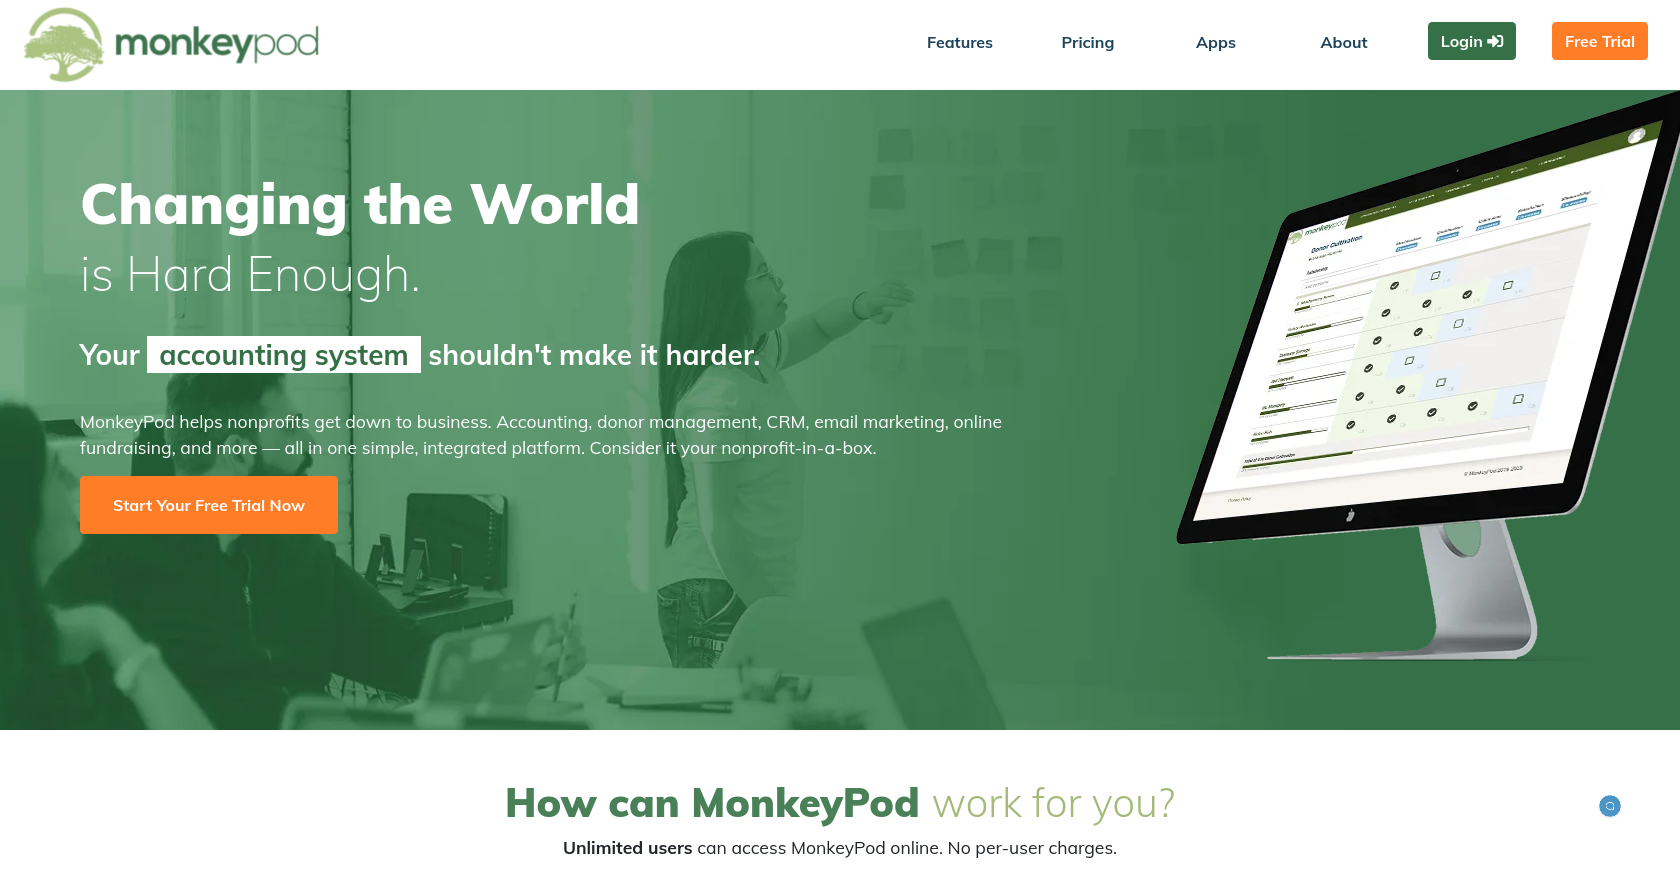 monkeypod
Features
Pricing
Apps
About
Login
Free Trial
Changing the World
is Hard Enough.
Your accounting system shouldn't make it harder.
MonkeyPod helps nonprofits get down to business. Accounting, donor management, CRM, email marketing, online
fundraising, and more — all in one simple, integrated platform. Consider it your nonprofit-in-a-box.
Start Your Free Trial Now
monkeypod
Donor Cultivation
How can MonkeyPod work for you?
Unlimited users can access MonkeyPod online. No per-user charges.